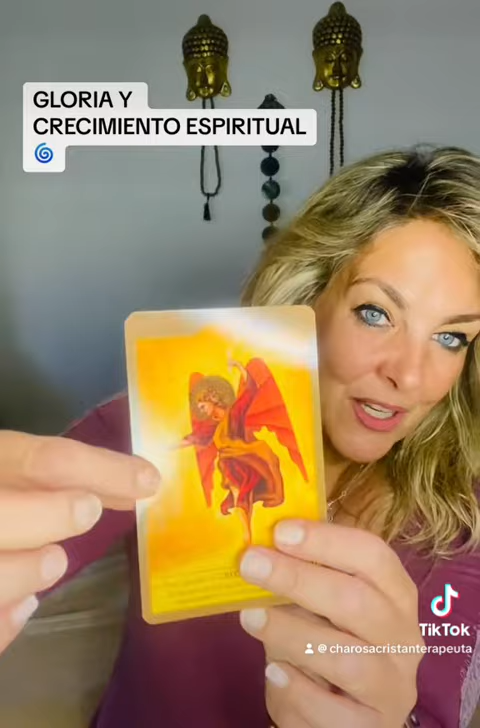 GLORIA Y
CRECIMIENTO ESPIRITUAL
TikTok
@charosacristanterapeuta